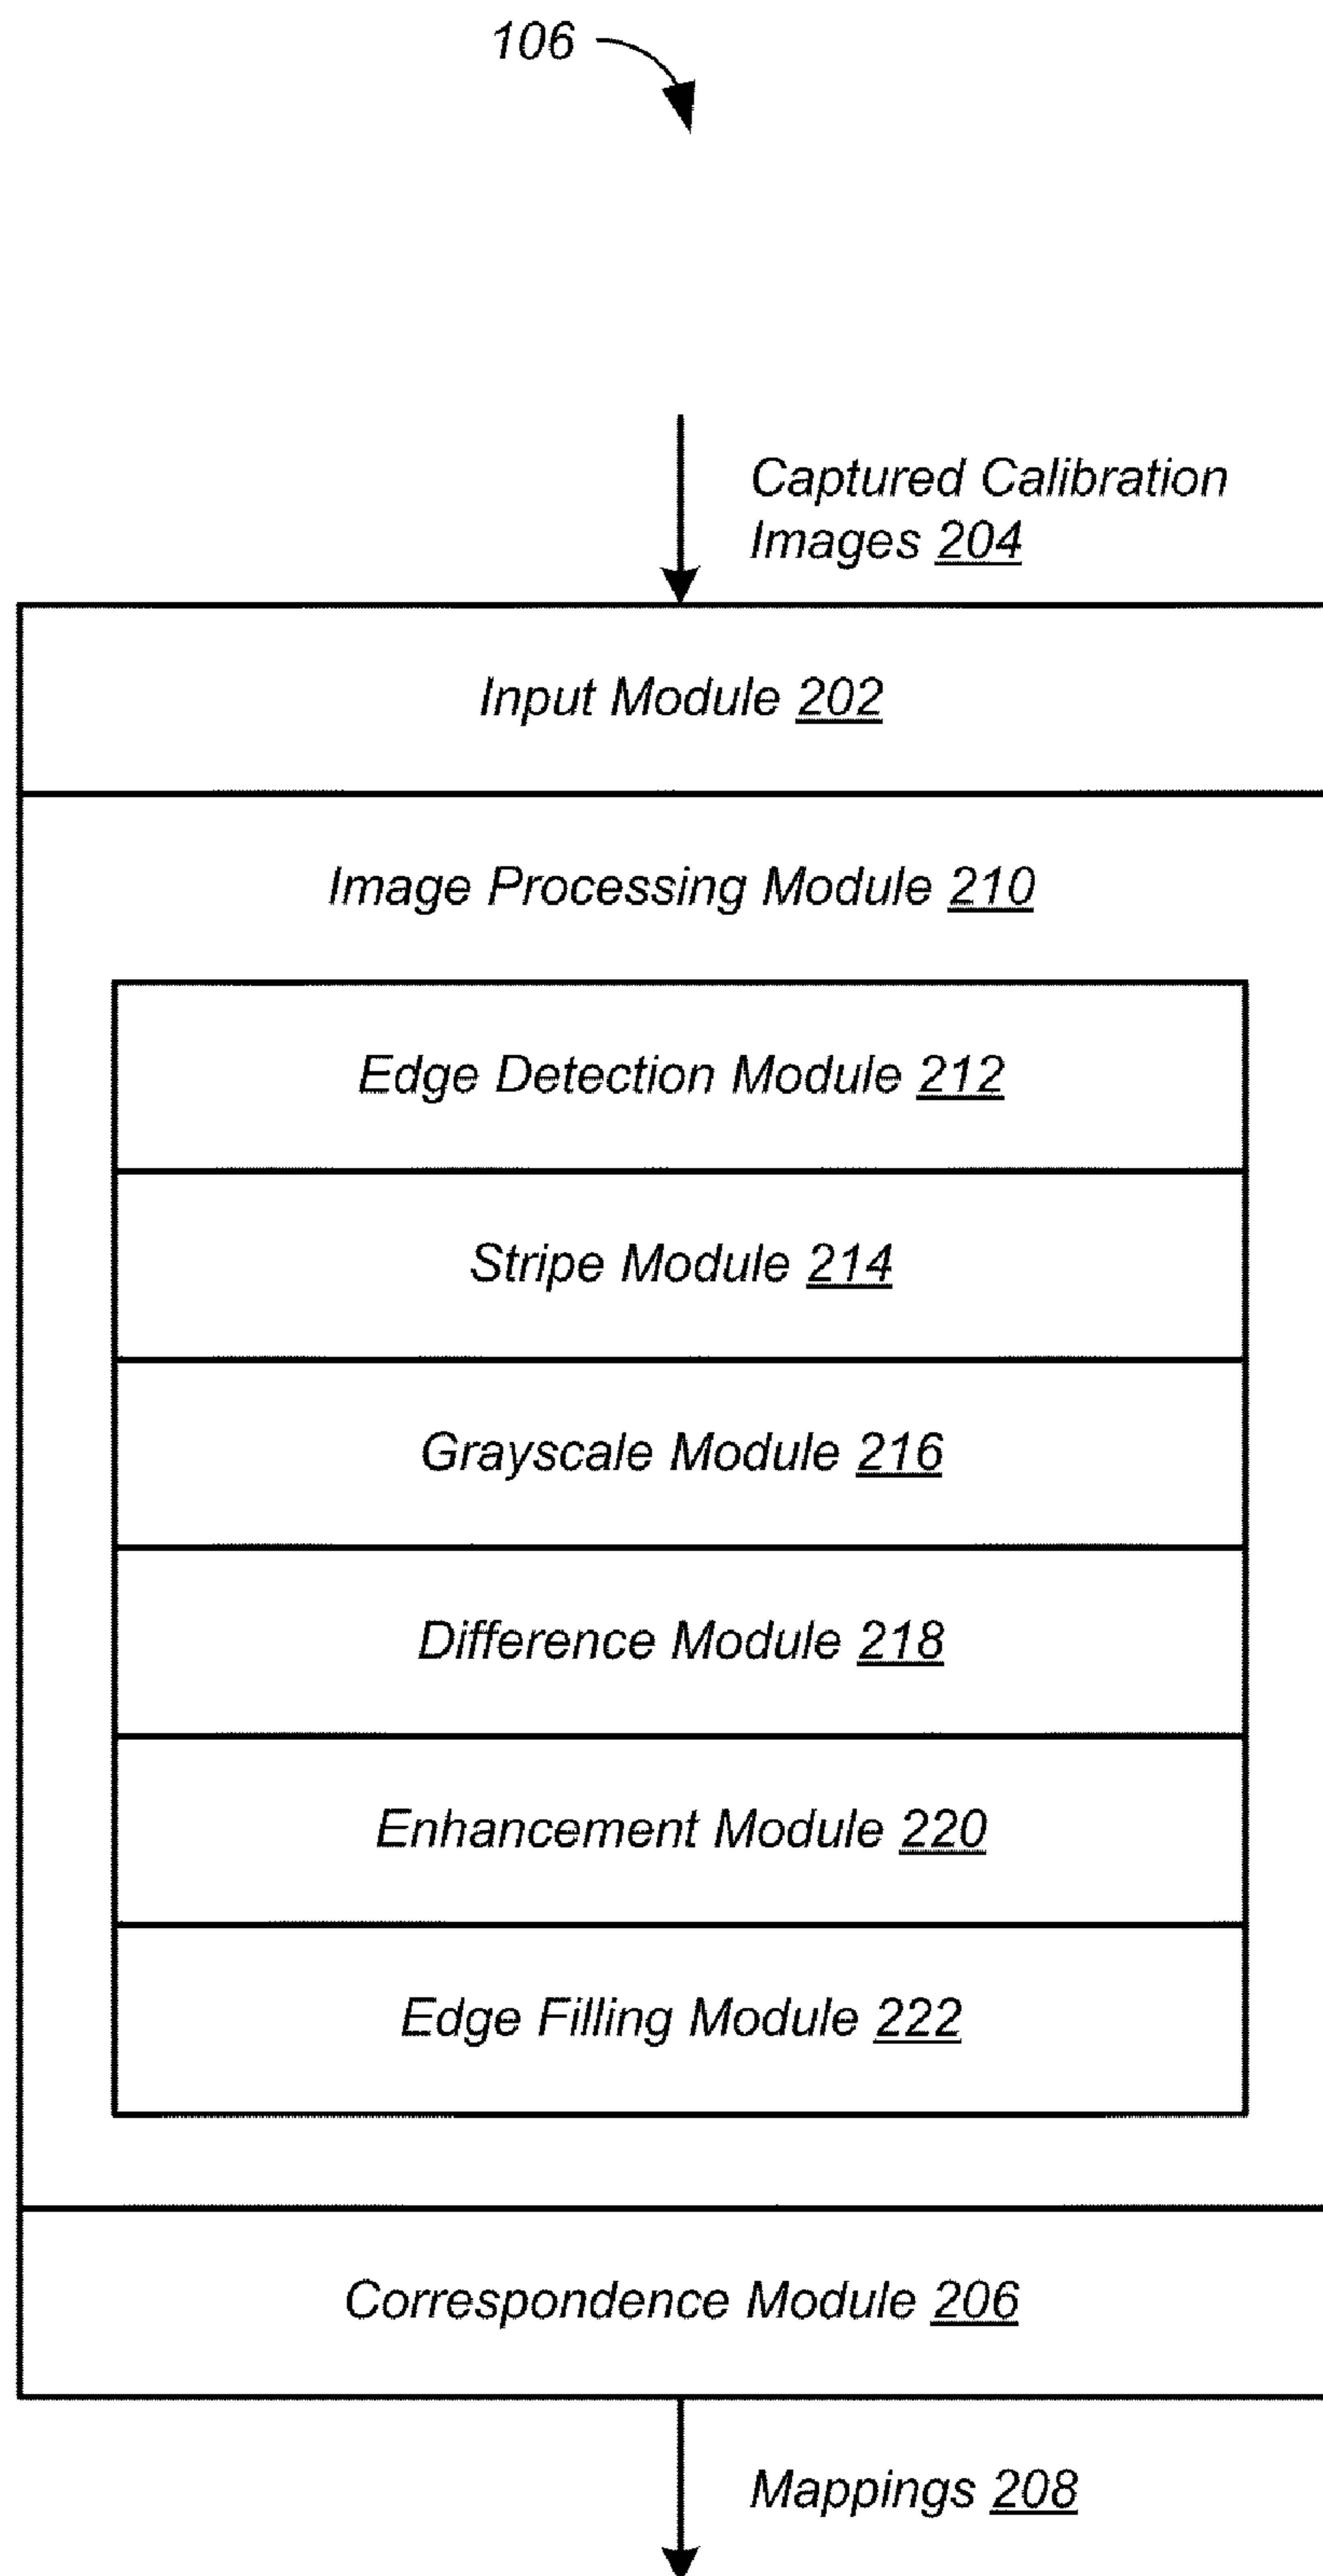 106
Captured Calibration
Images 204
Input Module 202
Image Processing Module 210
Edge Detection Module 212
Stripe Module 214
Grayscale Module 216
Difference Module 218
Enhancement Module 220
Edge Filling Module 222
Correspondence Module 206
Mappings 208